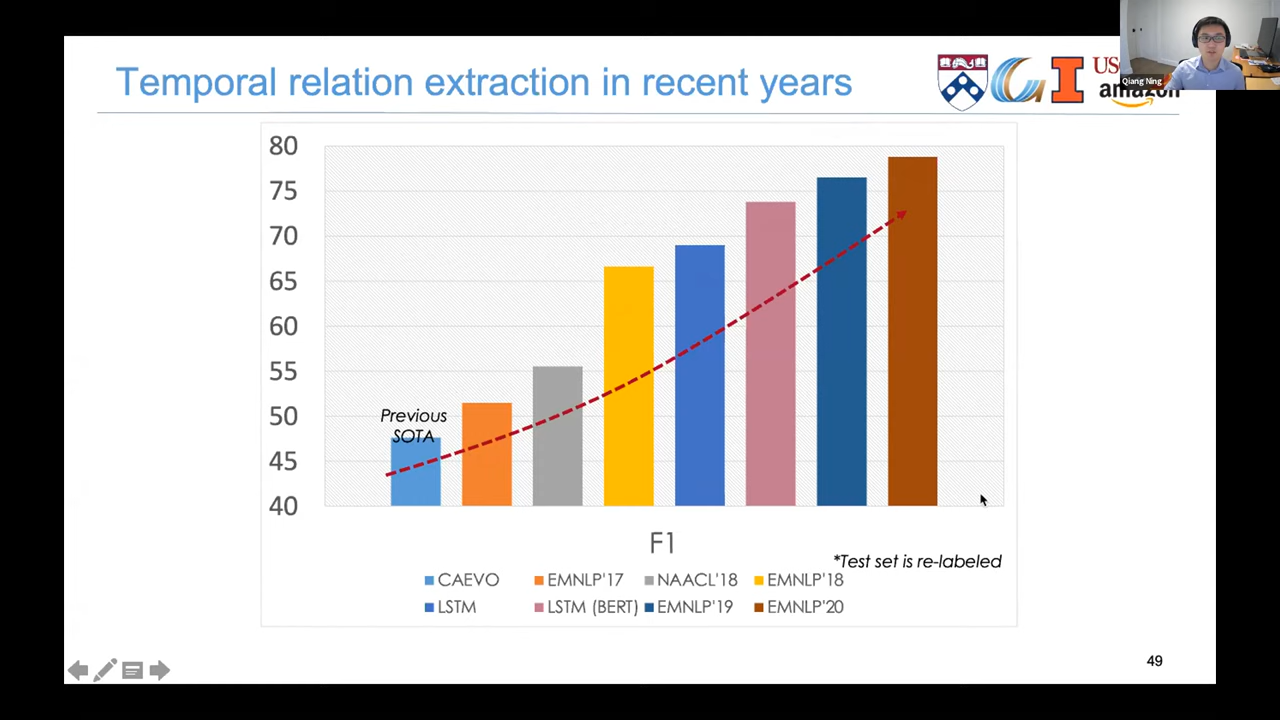 Temporal relation extraction in recent years
amazon
Qiang Ning
80
75
70
65
60
55
50
45
40
Previous
SOTA
F1
*Test set is re-labeled
CAEVO EMNLP'17 NAACL'18 EMNLP'18
LSTM LSTM (BERT) EMNLP'19 EMNLP'20
49